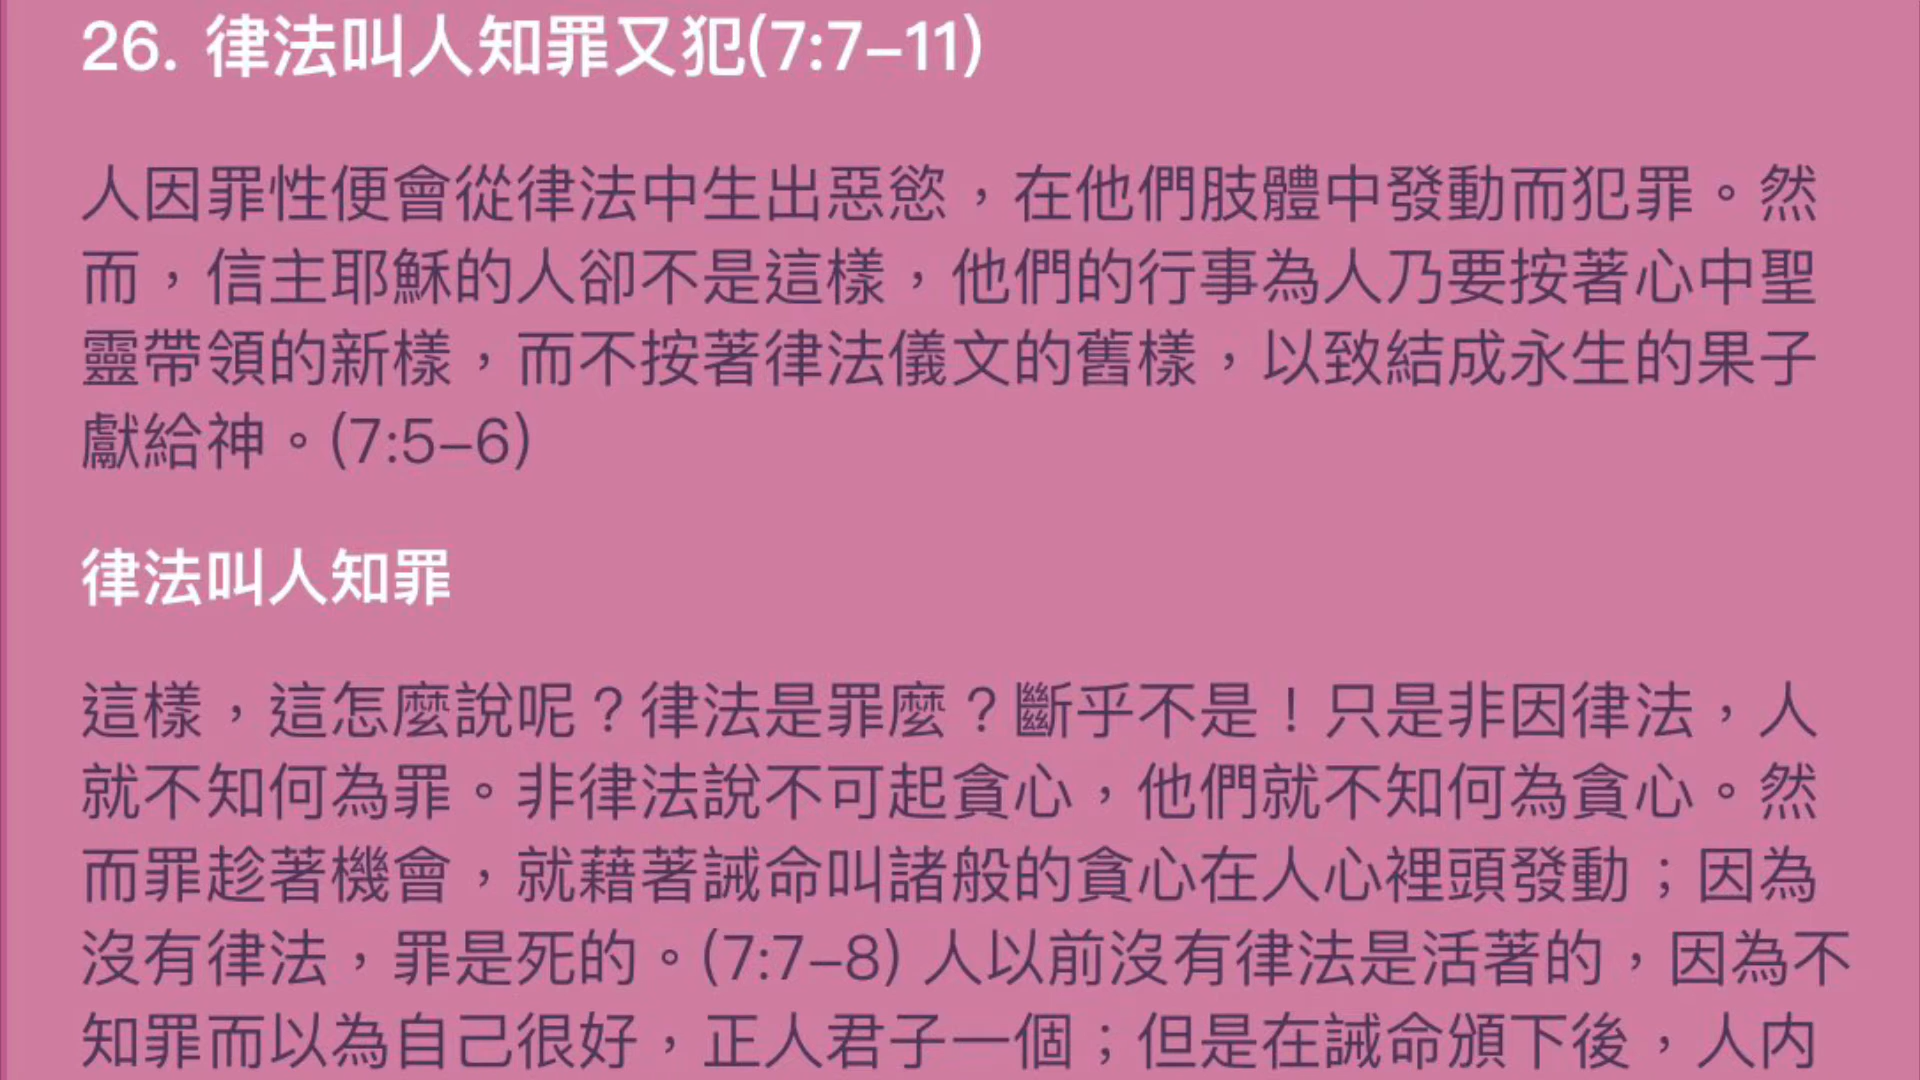 26. 律法叫人知罪又犯(7:7–11)
人因罪性便會從律法中生出惡慾，在他們肢體中發動而犯罪。然
而，信主耶穌的人卻不是這樣，他們的行事為人乃要按著心中聖
靈帶領的新樣，而不按著律法儀文的舊樣，以致結成永生的果子
獻給神。(7:5–6)
律法叫人知罪
這樣，這怎麼說呢？律法是罪麼？斷乎不是！只是非因律法，人
就不知何為罪。非律法說不可起貪心，他們就不知何為貪心。然
而罪趁著機會，就藉著誡命叫諸般的貪心在人心裡頭發動；因為
沒有律法，罪是死的。(7:7–8) 人以前沒有律法是活著的，因為不
知罪而以為自己很好，正人君子一個；但是在誡命頒下後，人内